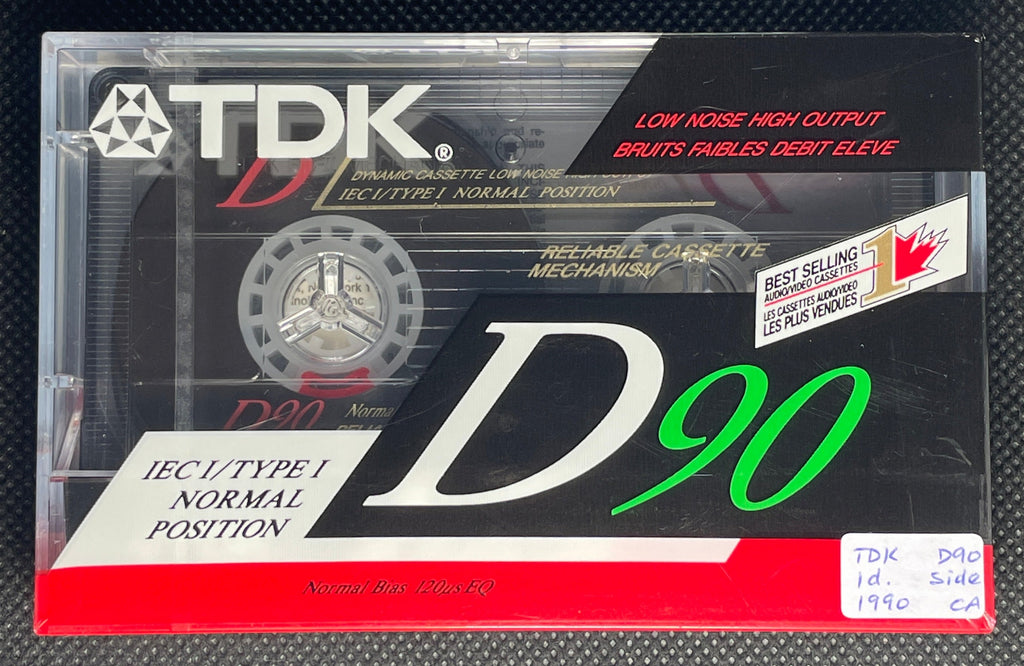 TDK®
LOW NOISE HIGH OUTPUT
BRUITS FAIBLES DEBIT ELEVE
D
DYNAMIC CASSETTE LOW NOISE HIGH OUTPUT
IEC I/TYPE I NORMAL POSITION
RELIABLE CASSETTE
MECHANISM
BEST SELLING
AUDIO/VIDEO CASSETTES
1
LES CASSETTES AUDIO/VIDEO
LES PLUS VENDUES
D90
Norma
D90
IEC I/TYPE I
NORMAL
POSITION
Normal Bias 120µs EQ
TDK D90
1d. Side
1990 CA